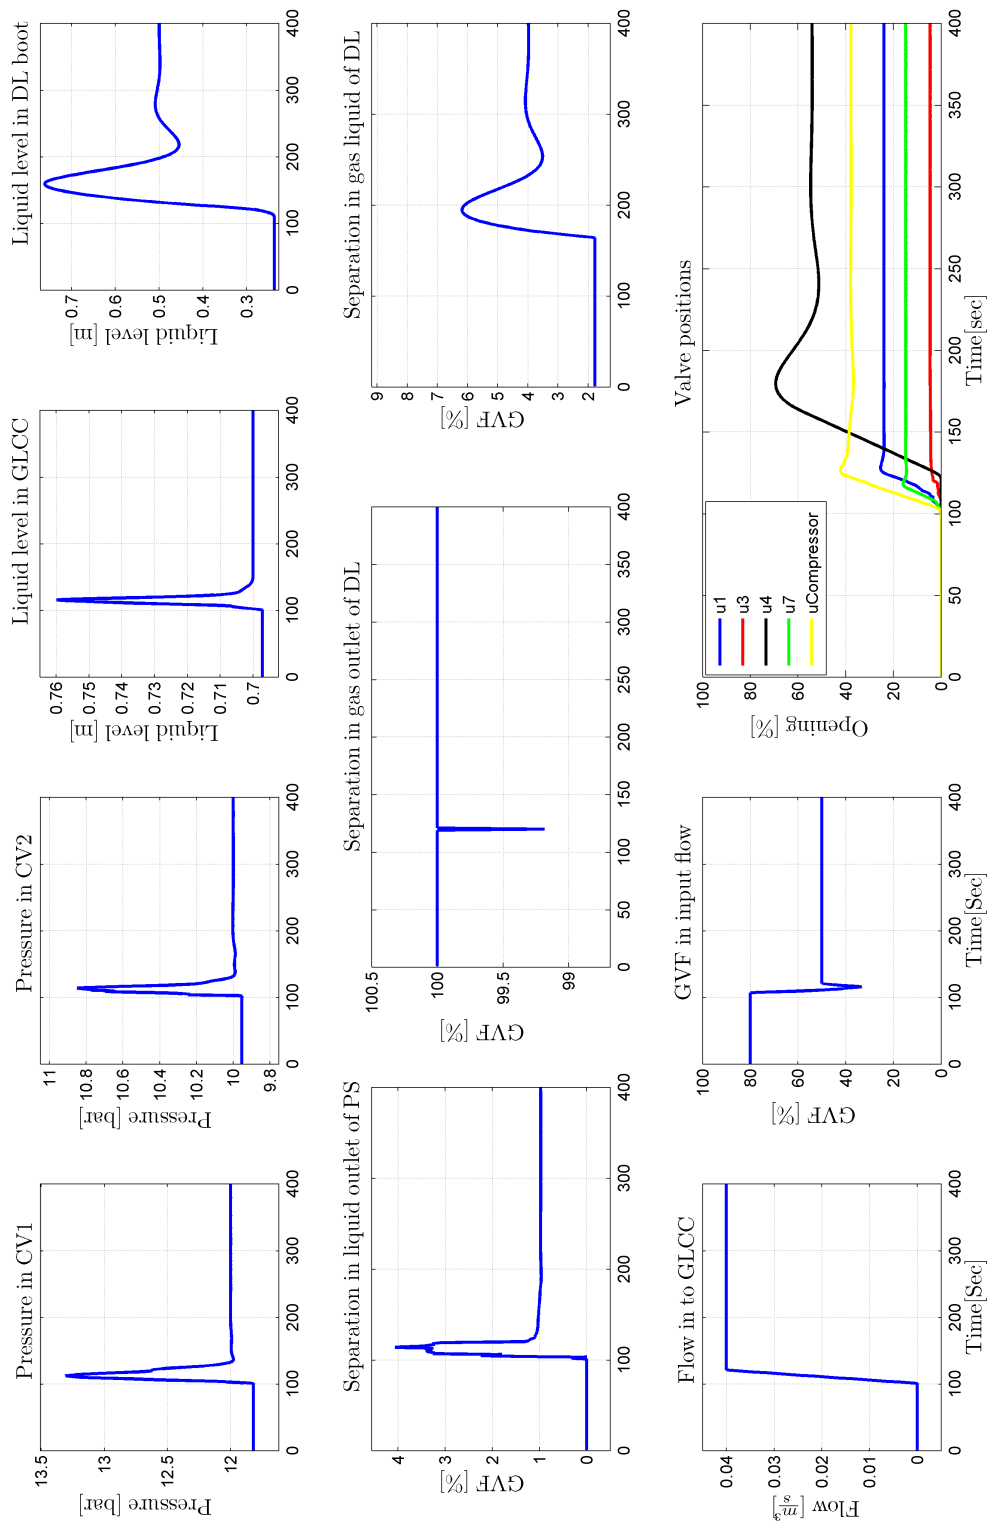 Pressure in CV1
Pressure [bar]
13.5
13
12.5
12
0 100 200 300 400
Pressure in CV2
Pressure [bar]
11
10.8
10.6
10.4
10.2
10
9.8
0 100 200 300 400
Liquid level in GLCC
Liquid level [m]
0.76
0.75
0.74
0.73
0.72
0.71
0.7
0 100 200 300 400
Liquid level in DL boot
Liquid level [m]
0.7
0.6
0.5
0.4
0.3
0 100 200 300 400
Separation in liquid outlet of PS
GVF [%]
4
3
2
1
0
0 100 200 300 400
Separation in gas outlet of DL
GVF [%]
100.5
100
99.5
99
0 50 100 150 200 250 300 350 400
Separation in gas liquid of DL
GVF [%]
9
8
7
6
5
4
3
2
0 100 200 300 400
Flow in to GLCC
Flow [m³/s]
0.04
0.03
0.02
0.01
0
0 100 200 300 400
Time[Sec]
GVF in input flow
GVF [%]
100
80
60
40
20
0
0 100 200 300 400
Time[Sec]
Valve positions
Opening [%]
100
80
60
40
20
0
u1
u3
u4
u7
uCompressor
0 50 100 150 200 250 300 350 400
Time[sec]